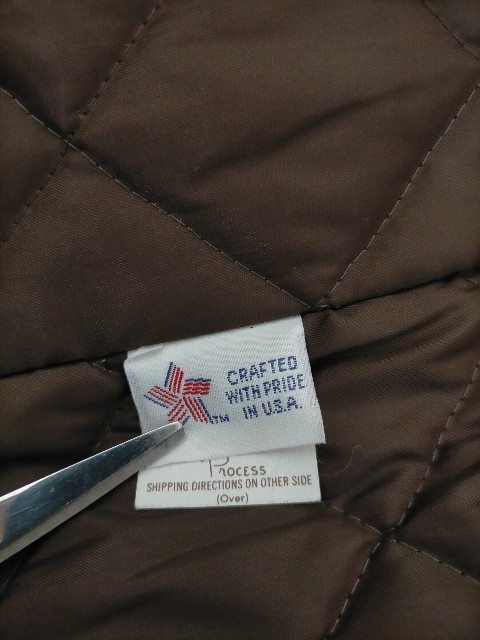 CRAFTED
WITH PRIDE
IN U.S.A.
TM
Process
SHIPPING DIRECTIONS ON OTHER SIDE
(Over)